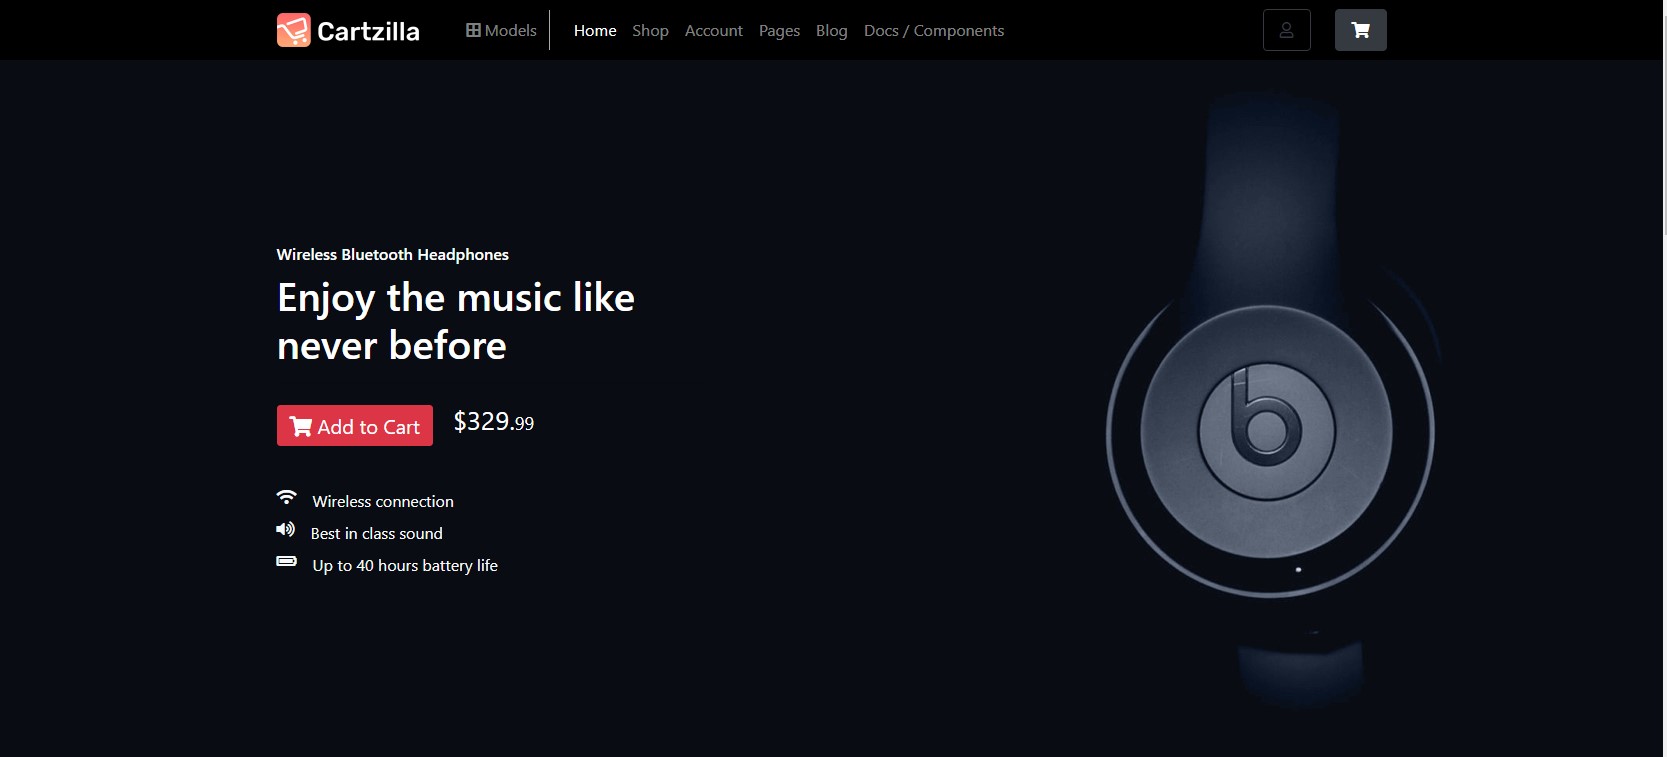 Cartzilla Models Home Shop Account Pages Blog Docs / Components
Wireless Bluetooth Headphones
Enjoy the music like
never before
Add to Cart $329.99
Wireless connection
Best in class sound
Up to 40 hours battery life
b